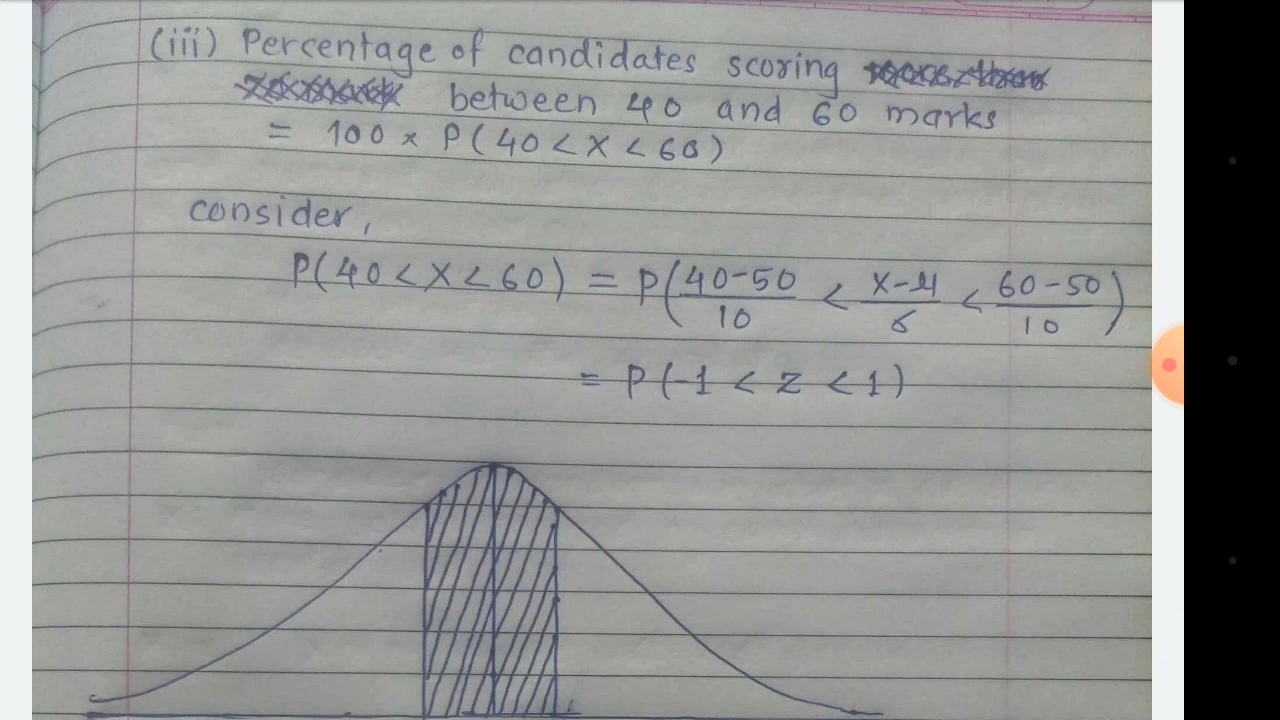 (iii) Percentage of candidates scoring
between 40 and 60 marks
= 100 × P(40 < X < 60)
consider,
P(40 < X < 60) = P(40-50/10 < X-μ/σ < 60-50/10)
= P(-1 < z < 1)